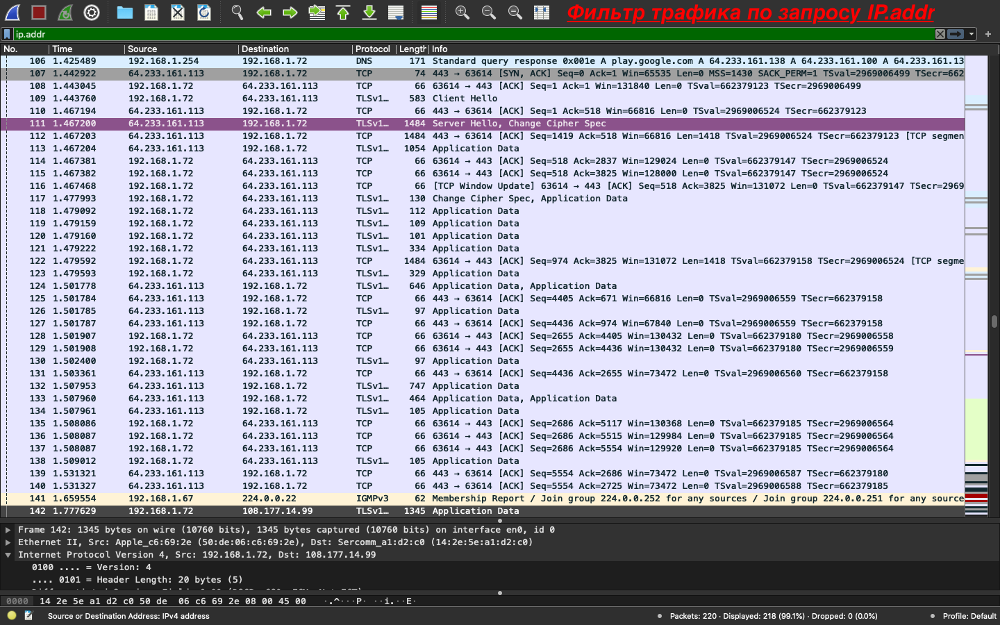 Фильтр трафика по запросу IP.addr
ip.addr
No. Time Source Destination Protocol Length Info
106 1.425489 192.168.1.254 192.168.1.72 DNS 171 Standard query response 0x001e A play.google.com A 64.233.161.138 A 64.233.161.100 A 64.233.161.13
107 1.442922 64.233.161.113 192.168.1.72 TCP 74 443 → 63614 [SYN, ACK] Seq=0 Ack=1 Win=65535 Len=0 MSS=1430 SACK_PERM=1 TSval=2969006499 TSecr=662
108 1.443045 192.168.1.72 64.233.161.113 TCP 66 63614 → 443 [ACK] Seq=1 Ack=1 Win=131840 Len=0 TSval=662379123 TSecr=2969006499
109 1.443760 192.168.1.72 64.233.161.113 TLSv1… 583 Client Hello
110 1.467194 64.233.161.113 192.168.1.72 TCP 66 443 → 63614 [ACK] Seq=1 Ack=518 Win=66816 Len=0 TSval=2969006524 TSecr=662379123
111 1.467200 64.233.161.113 192.168.1.72 TLSv1… 1484 Server Hello, Change Cipher Spec
112 1.467203 64.233.161.113 192.168.1.72 TCP 1484 443 → 63614 [ACK] Seq=1419 Ack=518 Win=66816 Len=1418 TSval=2969006524 TSecr=662379123 [TCP segmen
113 1.467204 64.233.161.113 192.168.1.72 TLSv1… 1054 Application Data
114 1.467381 192.168.1.72 64.233.161.113 TCP 66 63614 → 443 [ACK] Seq=518 Ack=2837 Win=129024 Len=0 TSval=662379147 TSecr=2969006524
115 1.467382 192.168.1.72 64.233.161.113 TCP 66 63614 → 443 [ACK] Seq=518 Ack=3825 Win=128000 Len=0 TSval=662379147 TSecr=2969006524
116 1.467468 192.168.1.72 64.233.161.113 TCP 66 [TCP Window Update] 63614 → 443 [ACK] Seq=518 Ack=3825 Win=131072 Len=0 TSval=662379147 TSecr=2969
117 1.477993 192.168.1.72 64.233.161.113 TLSv1… 130 Change Cipher Spec, Application Data
118 1.479092 192.168.1.72 64.233.161.113 TLSv1… 112 Application Data
119 1.479159 192.168.1.72 64.233.161.113 TLSv1… 109 Application Data
120 1.479160 192.168.1.72 64.233.161.113 TLSv1… 101 Application Data
121 1.479222 192.168.1.72 64.233.161.113 TLSv1… 334 Application Data
122 1.479592 192.168.1.72 64.233.161.113 TCP 1484 63614 → 443 [ACK] Seq=974 Ack=3825 Win=131072 Len=1418 TSval=662379158 TSecr=2969006524 [TCP segme
123 1.479593 192.168.1.72 64.233.161.113 TLSv1… 329 Application Data
124 1.501778 64.233.161.113 192.168.1.72 TLSv1… 646 Application Data, Application Data
125 1.501784 64.233.161.113 192.168.1.72 TCP 66 443 → 63614 [ACK] Seq=4405 Ack=671 Win=66816 Len=0 TSval=2969006559 TSecr=662379158
126 1.501785 64.233.161.113 192.168.1.72 TLSv1… 97 Application Data
127 1.501787 64.233.161.113 192.168.1.72 TCP 66 443 → 63614 [ACK] Seq=4436 Ack=974 Win=67840 Len=0 TSval=2969006559 TSecr=662379158
128 1.501907 192.168.1.72 64.233.161.113 TCP 66 63614 → 443 [ACK] Seq=2655 Ack=4405 Win=130432 Len=0 TSval=662379180 TSecr=2969006558
129 1.501908 192.168.1.72 64.233.161.113 TCP 66 63614 → 443 [ACK] Seq=2655 Ack=4436 Win=130432 Len=0 TSval=662379180 TSecr=2969006559
130 1.502400 192.168.1.72 64.233.161.113 TLSv1… 97 Application Data
131 1.503361 64.233.161.113 192.168.1.72 TCP 66 443 → 63614 [ACK] Seq=4436 Ack=2655 Win=73472 Len=0 TSval=2969006560 TSecr=662379158
132 1.507953 64.233.161.113 192.168.1.72 TLSv1… 747 Application Data
133 1.507960 64.233.161.113 192.168.1.72 TLSv1… 464 Application Data, Application Data
134 1.507961 64.233.161.113 192.168.1.72 TLSv1… 105 Application Data
135 1.508086 192.168.1.72 64.233.161.113 TCP 66 63614 → 443 [ACK] Seq=2686 Ack=5117 Win=130368 Len=0 TSval=662379185 TSecr=2969006564
136 1.508087 192.168.1.72 64.233.161.113 TCP 66 63614 → 443 [ACK] Seq=2686 Ack=5515 Win=129984 Len=0 TSval=662379185 TSecr=2969006564
137 1.508087 192.168.1.72 64.233.161.113 TCP 66 63614 → 443 [ACK] Seq=2686 Ack=5554 Win=129920 Len=0 TSval=662379185 TSecr=2969006564
138 1.509012 192.168.1.72 64.233.161.113 TLSv1… 105 Application Data
139 1.531321 64.233.161.113 192.168.1.72 TCP 66 443 → 63614 [ACK] Seq=5554 Ack=2686 Win=73472 Len=0 TSval=2969006587 TSecr=662379180
140 1.531327 64.233.161.113 192.168.1.72 TCP 66 443 → 63614 [ACK] Seq=5554 Ack=2725 Win=73472 Len=0 TSval=2969006588 TSecr=662379185
141 1.659554 192.168.1.67 224.0.0.22 IGMPv3 62 Membership Report / Join group 224.0.0.252 for any sources / Join group 224.0.0.251 for any source
142 1.777629 192.168.1.72 108.177.14.99 TLSv1… 1345 Application Data
Frame 142: 1345 bytes on wire (10760 bits), 1345 bytes captured (10760 bits) on interface en0, id 0
Ethernet II, Src: Apple_c6:69:2e (50:de:06:c6:69:2e), Dst: Sercomm_a1:d2:c0 (14:2e:5e:a1:d2:c0)
Internet Protocol Version 4, Src: 192.168.1.72, Dst: 108.177.14.99
0100 .... = Version: 4
.... 0101 = Header Length: 20 bytes (5)
0000 14 2e 5e a1 d2 c0 50 de 06 c6 69 2e 08 00 45 00 ·.^···P· ··i.··E·
Source or Destination Address: IPv4 address
Packets: 220 · Displayed: 218 (99.1%) · Dropped: 0 (0.0%)
Profile: Default